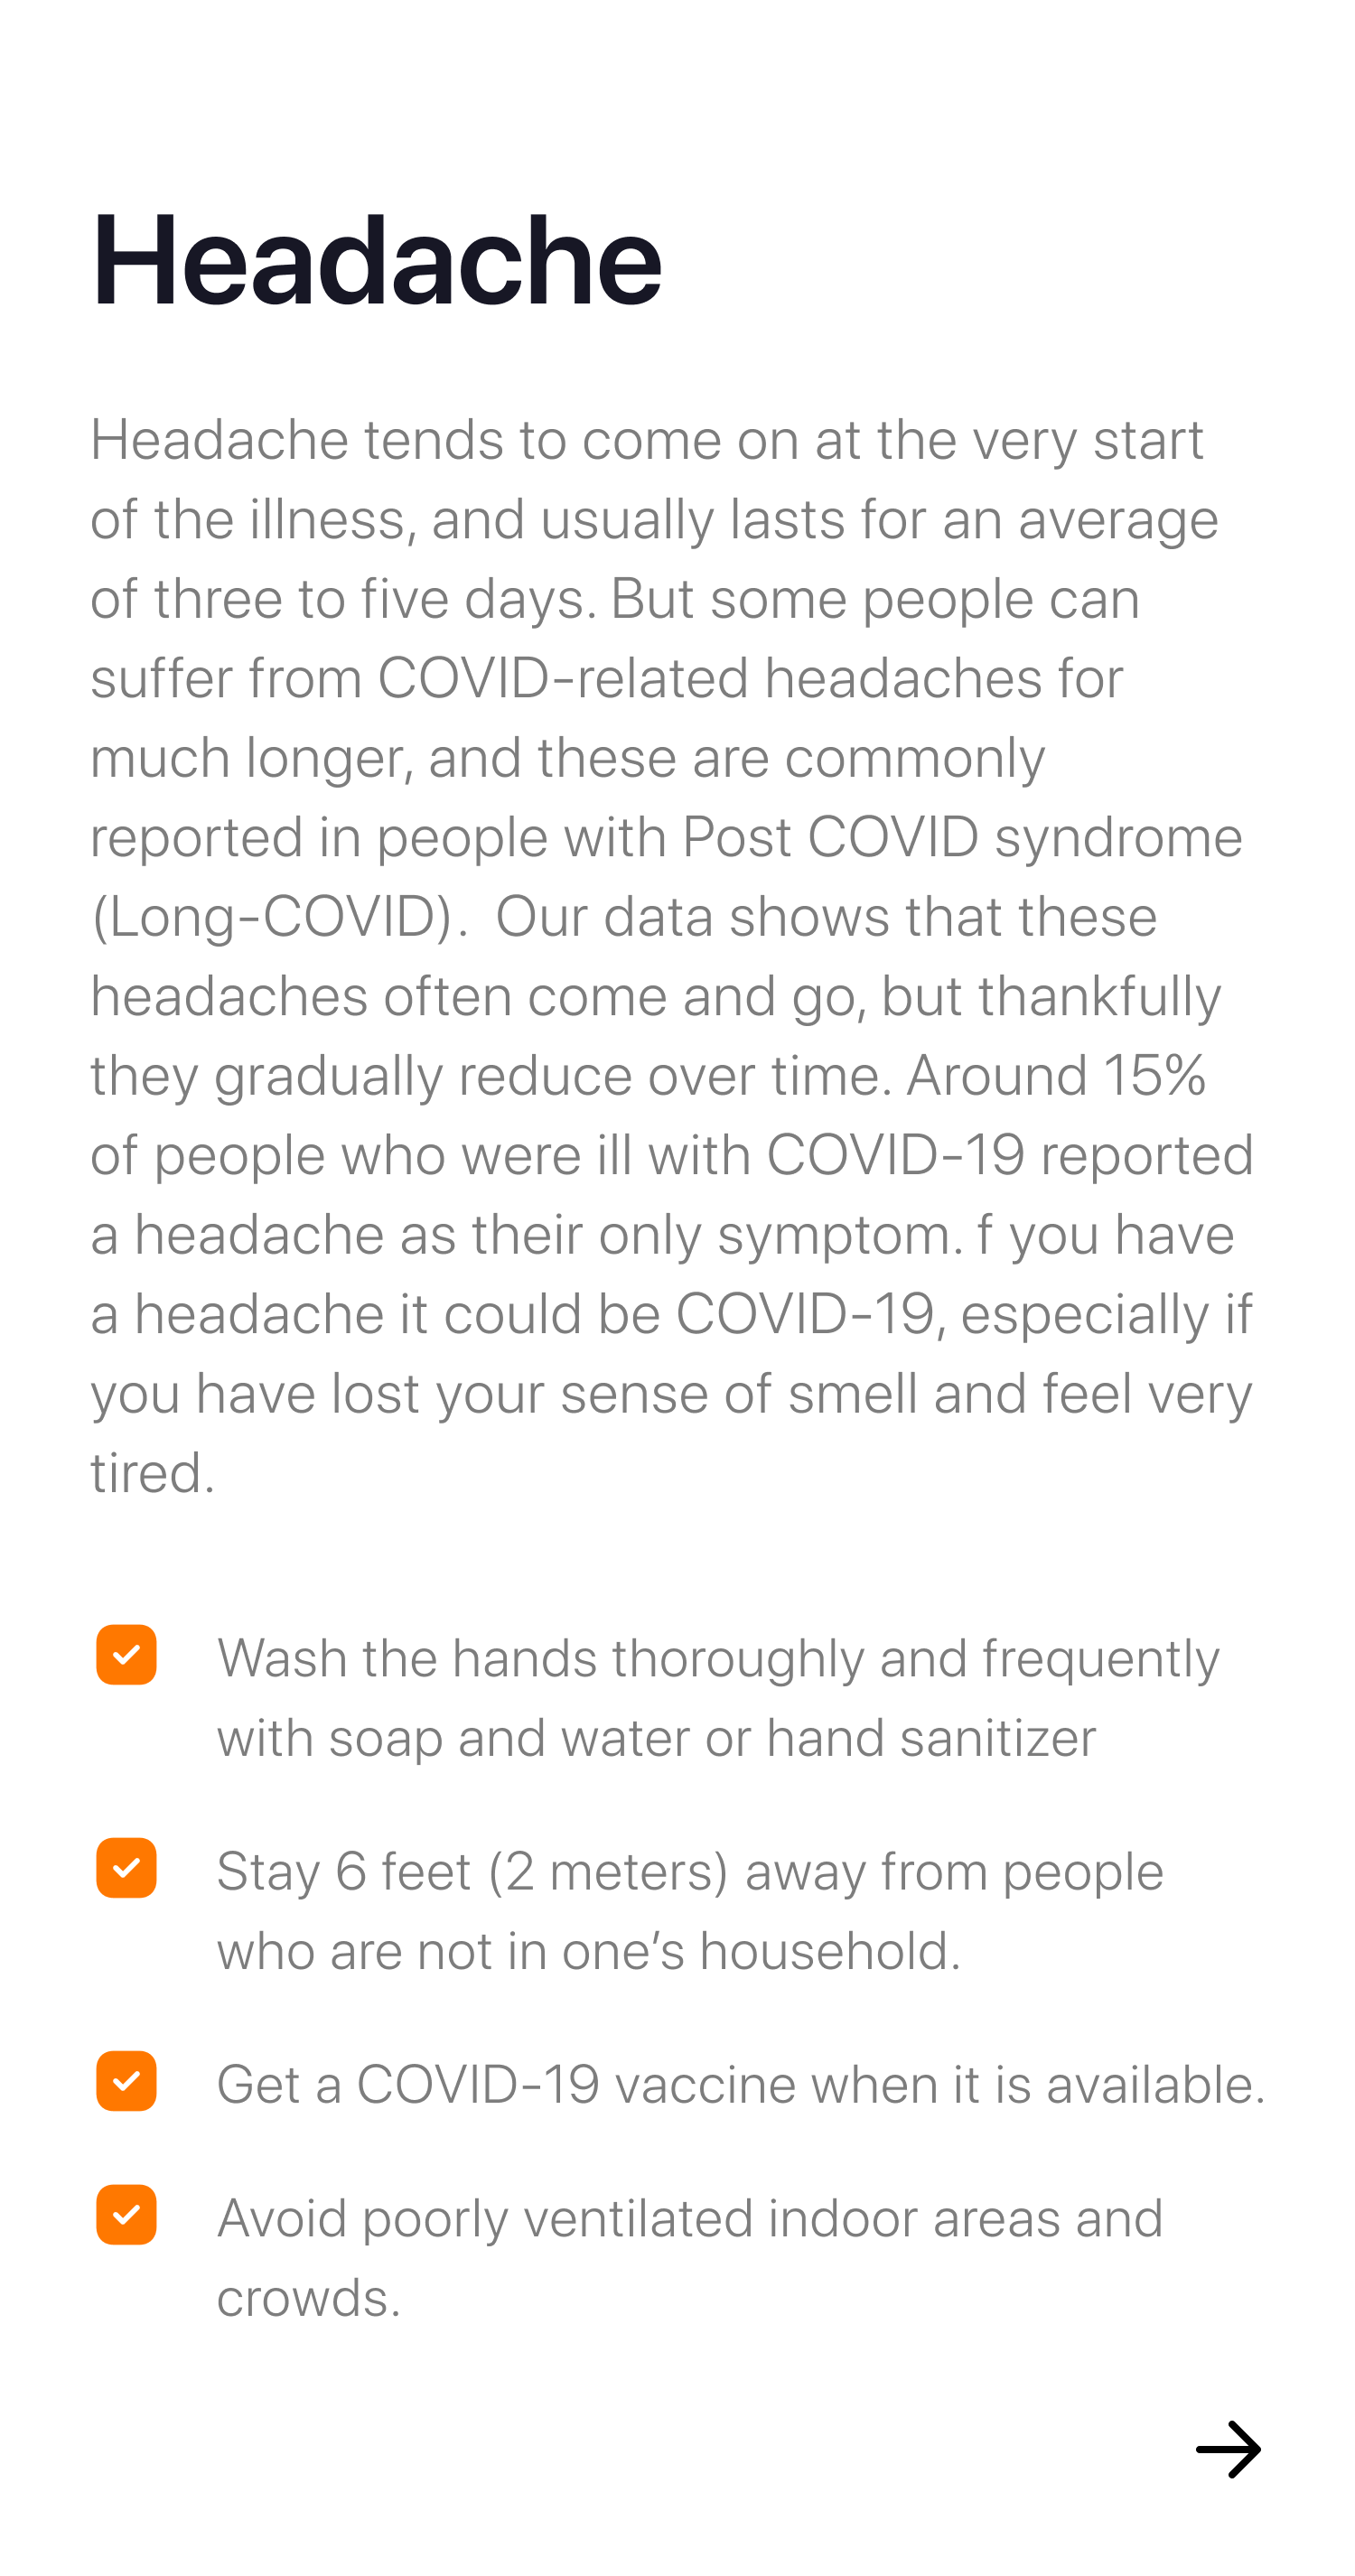 Headache
Headache tends to come on at the very start
of the illness, and usually lasts for an average
of three to five days. But some people can
suffer from COVID-related headaches for
much longer, and these are commonly
reported in people with Post COVID syndrome
(Long-COVID).  Our data shows that these
headaches often come and go, but thankfully
they gradually reduce over time. Around 15%
of people who were ill with COVID-19 reported
a headache as their only symptom. f you have
a headache it could be COVID-19, especially if
you have lost your sense of smell and feel very
tired.
Wash the hands thoroughly and frequently
with soap and water or hand sanitizer
Stay 6 feet (2 meters) away from people
who are not in one’s household.
Get a COVID-19 vaccine when it is available.
Avoid poorly ventilated indoor areas and
crowds.